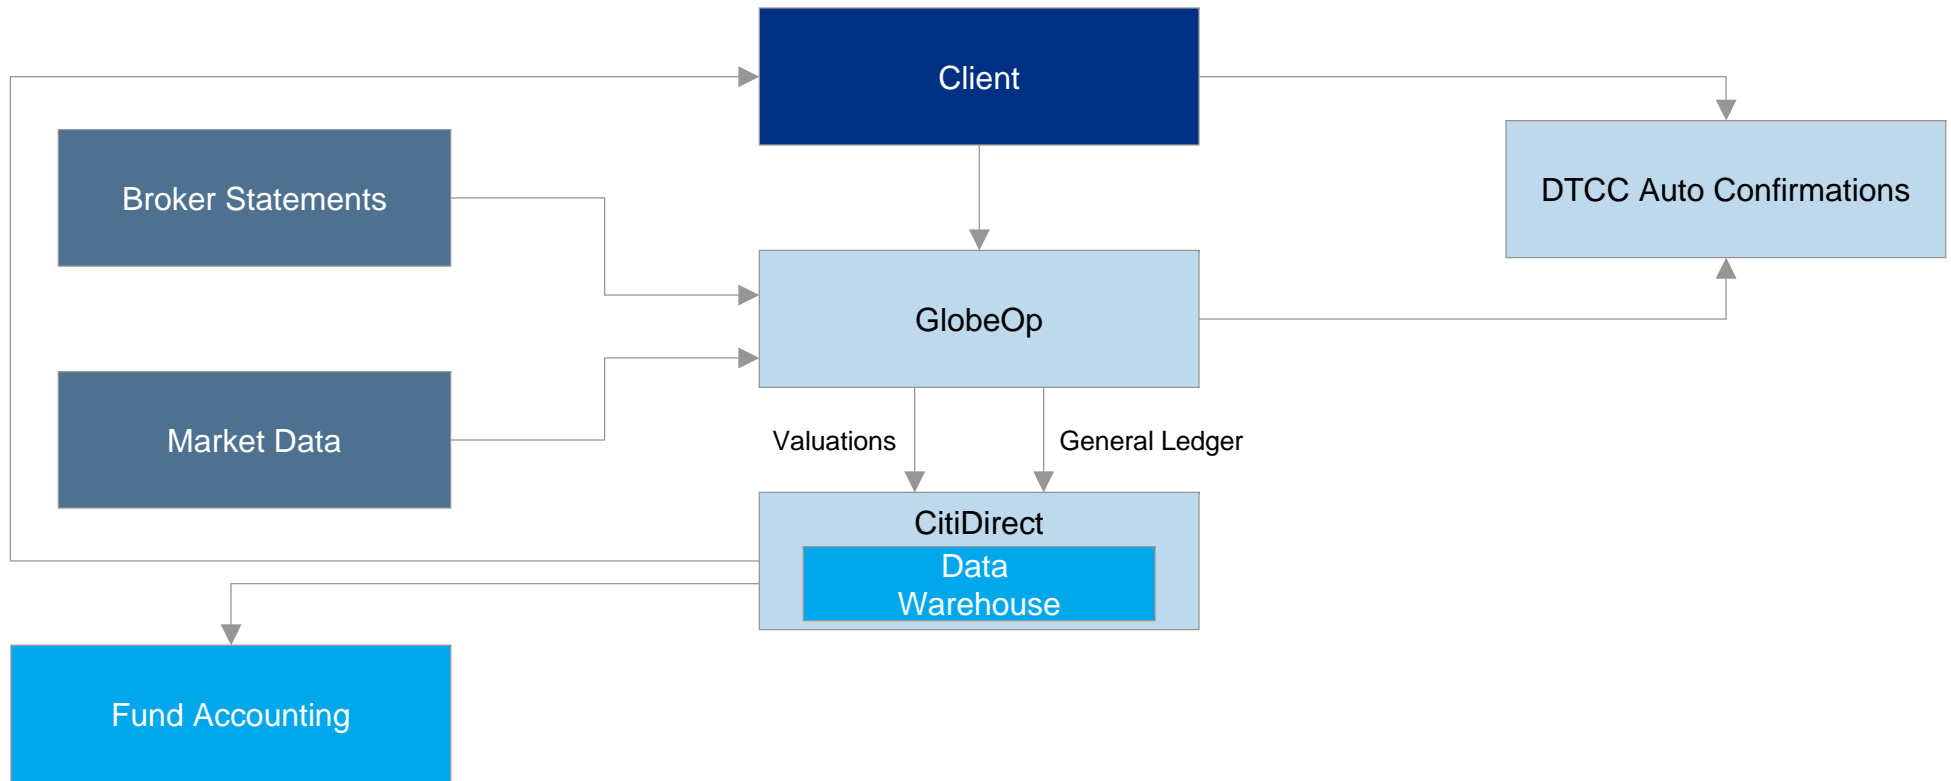 Client
Broker Statements
DTCC Auto Confirmations
GlobeOp
Market Data
Valuations
General Ledger
CitiDirect
Data
Warehouse
Fund Accounting